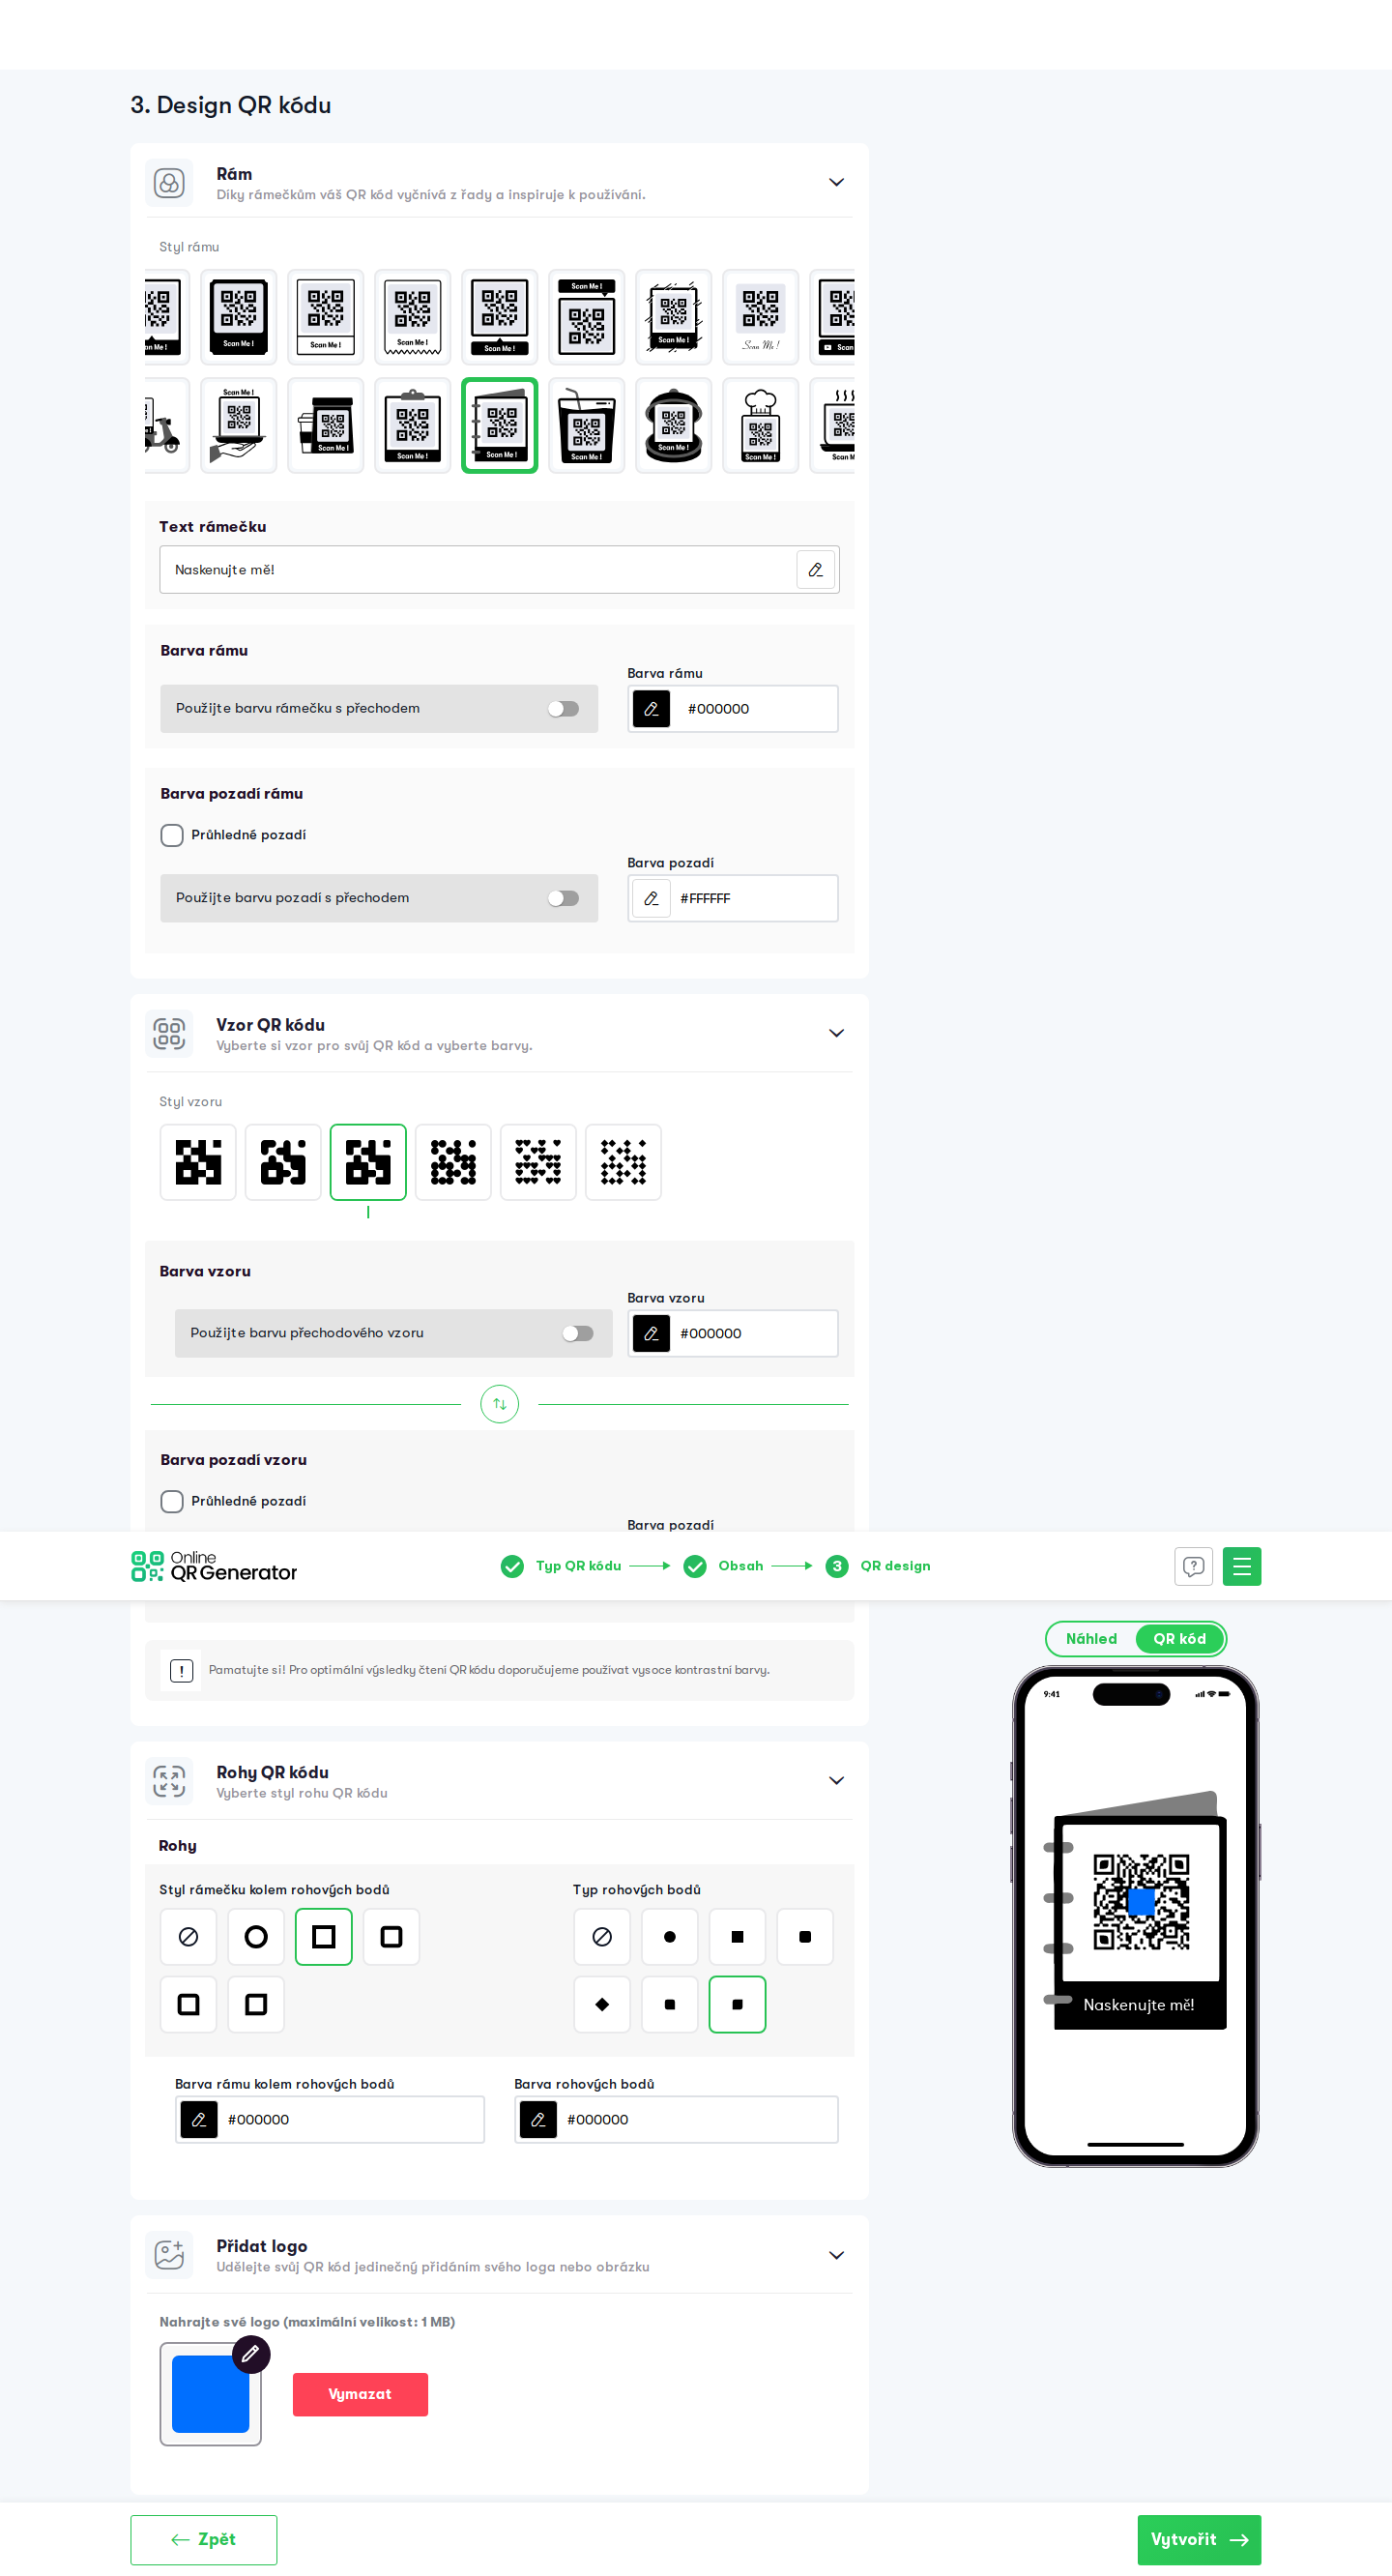 3. Design QR kódu
Rám
Díky rámečkům váš QR kód vyčnívá z řady a inspiruje k používání.
Styl rámu
Scan Me !
Scan Me !
Scan Me !
Scan Me !
Scan Me !
Scan Me !
Scan Me !
Scan Me !
Scan Me !
Scan Me !
Scan Me !
Scan Me !
Scan Me !
Scan Me !
Text rámečku
Naskenujte mě!
Barva rámu
Barva rámu
Použijte barvu rámečku s přechodem
#000000
Barva pozadí rámu
Průhledné pozadí
Barva pozadí
Použijte barvu pozadí s přechodem
#FFFFFF
Vzor QR kódu
Vyberte si vzor pro svůj QR kód a vyberte barvy.
Styl vzoru
Barva vzoru
Barva vzoru
Použijte barvu přechodového vzoru
#000000
Barva pozadí vzoru
Průhledné pozadí
Barva pozadí
Online
QR Generator
Typ QR kódu
Obsah
3 QR design
Náhled
QR kód
Pamatujte si! Pro optimální výsledky čtení QR kódu doporučujeme používat vysoce kontrastní barvy.
9:41
Rohy QR kódu
Vyberte styl rohu QR kódu
Rohy
Styl rámečku kolem rohových bodů
Typ rohových bodů
Naskenujte mě!
Barva rámu kolem rohových bodů
Barva rohových bodů
#000000
#000000
Přidat logo
Udělejte svůj QR kód jedinečný přidáním svého loga nebo obrázku
Nahrajte své logo (maximální velikost: 1 MB)
Vymazat
Zpět
Vytvořit